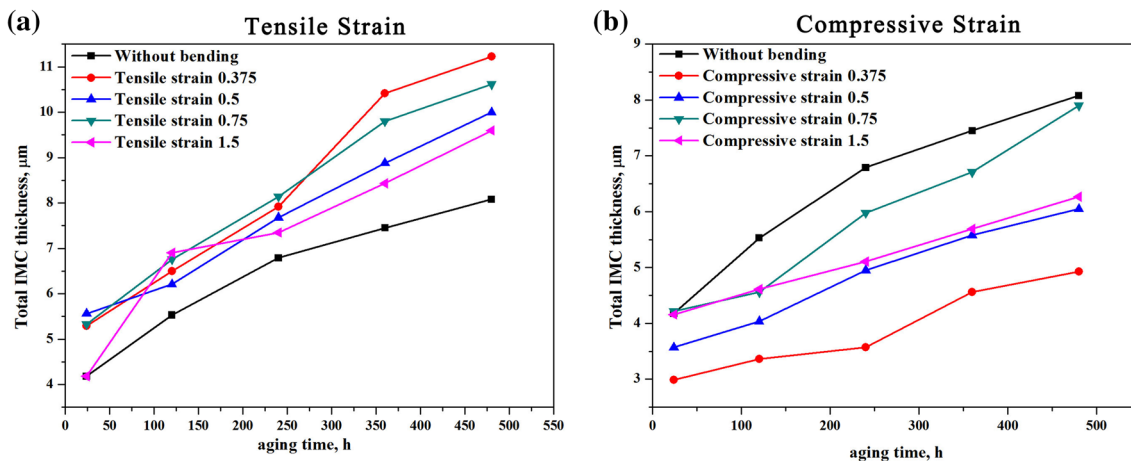 (a)
Tensile Strain
Without bending
Tensile strain 0.375
Tensile strain 0.5
Tensile strain 0.75
Tensile strain 1.5
Total IMC thickness, μm
11
10
9
8
7
6
5
4
0 50 100 150 200 250 300 350 400 450 500 550
aging time, h
(b)
Compressive Strain
Without bending
Compressive strain 0.375
Compressive strain 0.5
Compressive strain 0.75
Compressive strain 1.5
Total IMC thickness, μm
9
8
7
6
5
4
3
0 100 200 300 400 500
aging time, h